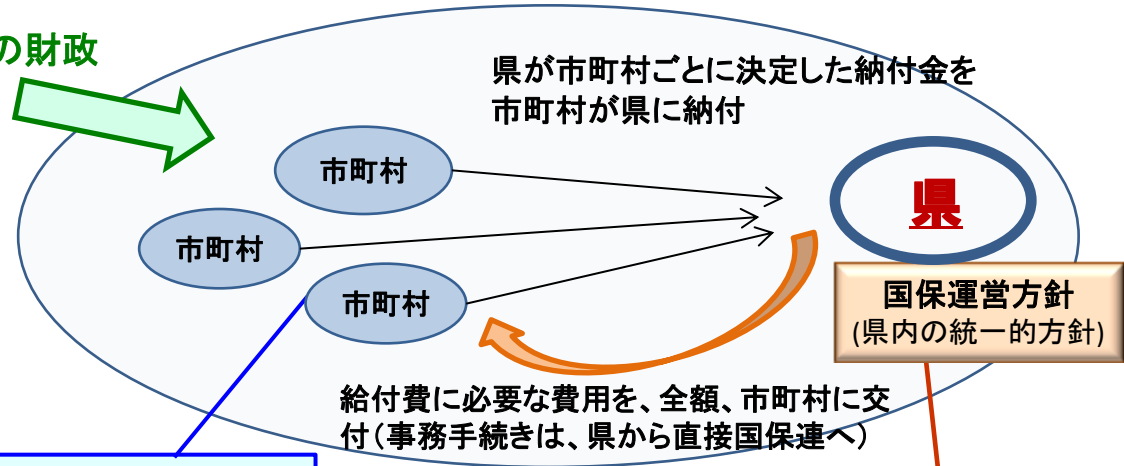 の財政
県が市町村ごとに決定した納付金を
市町村が県に納付
市町村
県
市町村
市町村
国保運営方針
(県内の統一的方針)
給付費に必要な費用を、全額、市町村に交
付(事務手続きは、県から直接国保連へ)